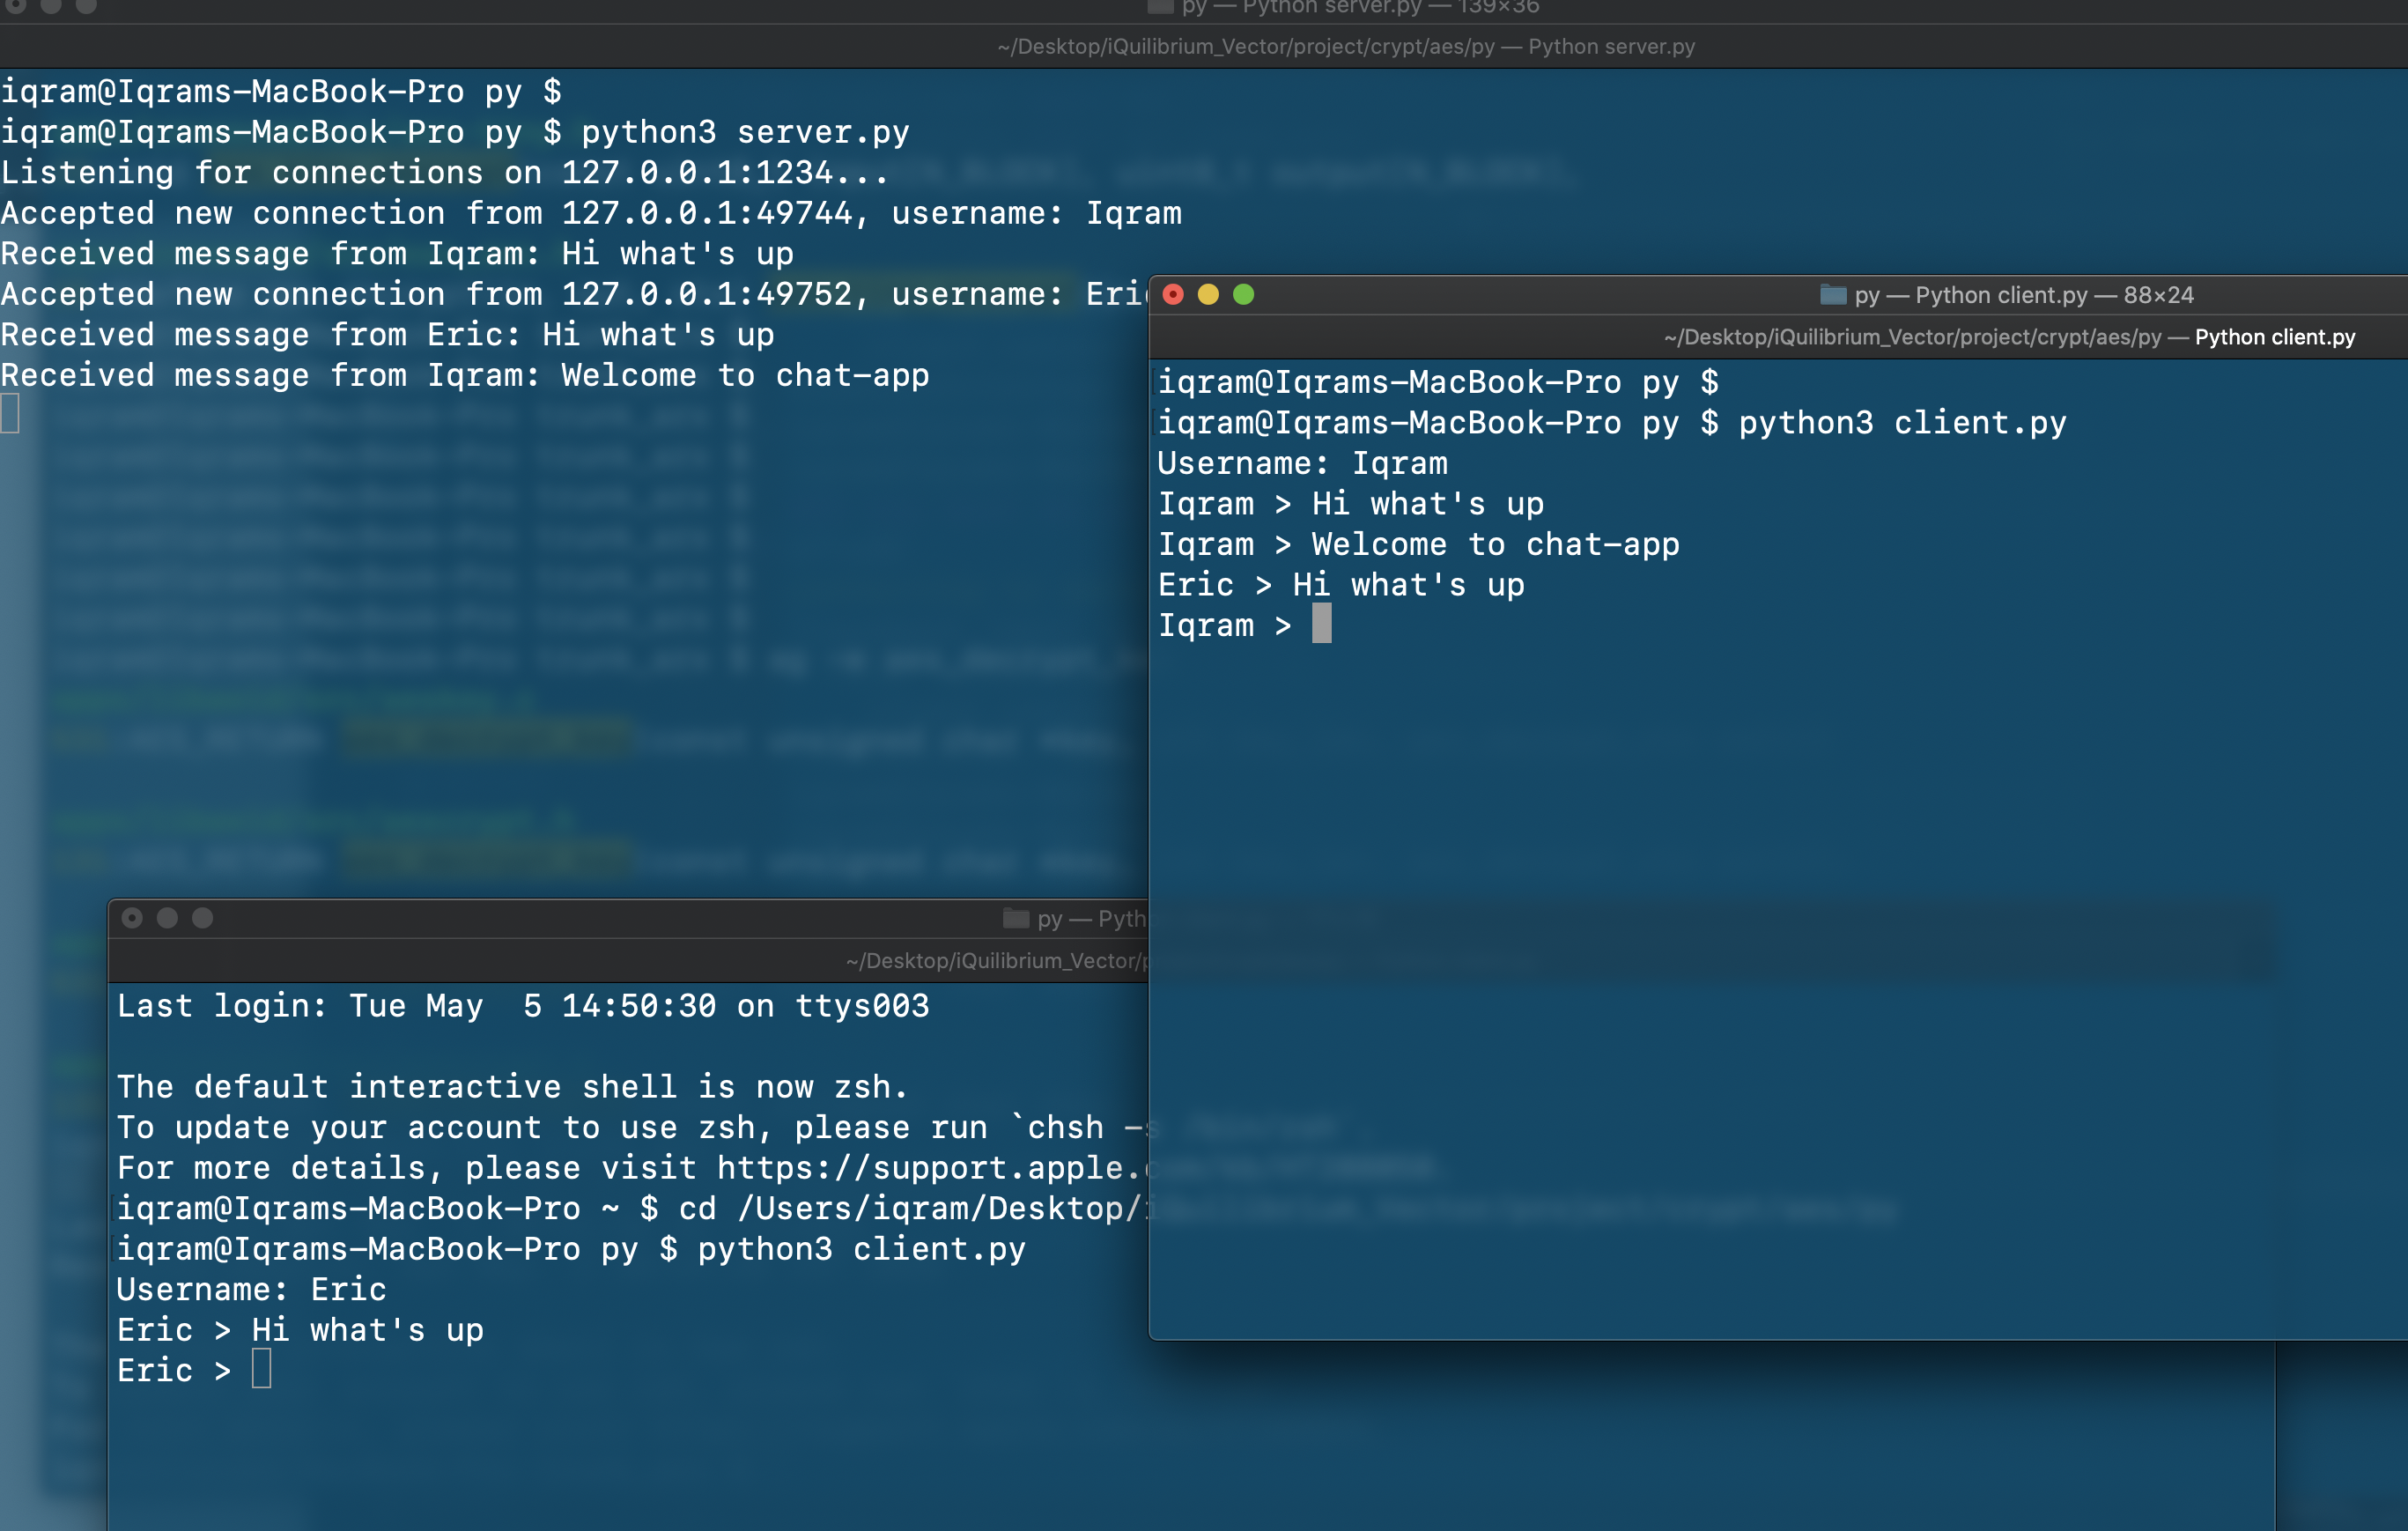 py — Python server.py — 139×36
~/Desktop/iQuilibrium_Vector/project/crypt/aes/py — Python server.py
iqram@Iqrams-MacBook-Pro py $
iqram@Iqrams-MacBook-Pro py $ python3 server.py
Listening for connections on 127.0.0.1:1234...
Accepted new connection from 127.0.0.1:49744, username: Iqram
Received message from Iqram: Hi what's up
Accepted new connection from 127.0.0.1:49752, username: Eric
Received message from Eric: Hi what's up
Received message from Iqram: Welcome to chat-app
py — Python client.py — 88×24
~/Desktop/iQuilibrium_Vector/project/crypt/aes/py — Python client.py
iqram@Iqrams-MacBook-Pro py $
iqram@Iqrams-MacBook-Pro py $ python3 client.py
Username: Iqram
Iqram > Hi what's up
Iqram > Welcome to chat-app
Eric > Hi what's up
Iqram >
py — Pyth
~/Desktop/iQuilibrium_Vector/p
Last login: Tue May  5 14:50:30 on ttys003
The default interactive shell is now zsh.
To update your account to use zsh, please run `chsh -s
For more details, please visit https://support.apple.
iqram@Iqrams-MacBook-Pro ~ $ cd /Users/iqram/Desktop/
iqram@Iqrams-MacBook-Pro py $ python3 client.py
Username: Eric
Eric > Hi what's up
Eric >